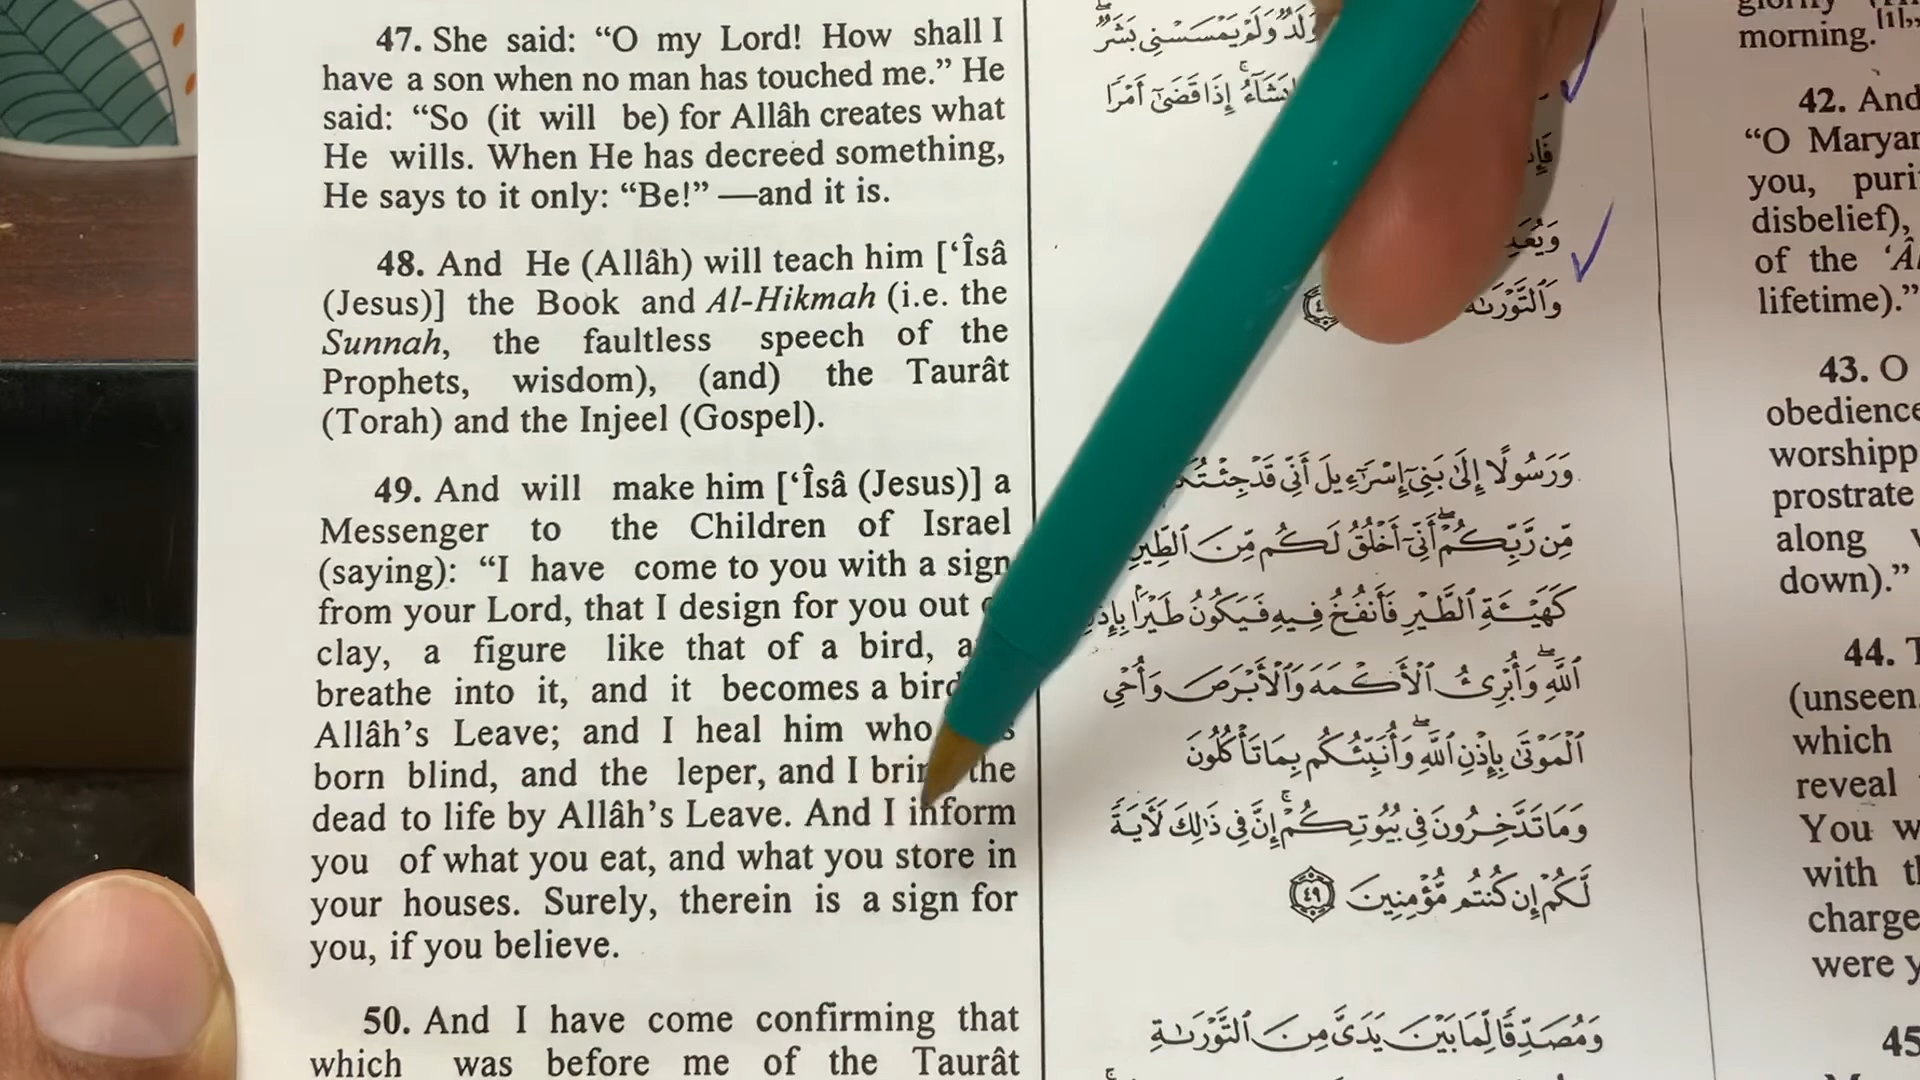 47. She said: “O my Lord! How shall I
have a son when no man has touched me.” He
said: “So (it will be) for Allâh creates what
He wills. When He has decreed something,
He says to it only: “Be!” —and it is.
48. And He (Allâh) will teach him [‘Îsâ
(Jesus)] the Book and Al-Hikmah (i.e. the
Sunnah, the faultless speech of the
Prophets, wisdom), (and) the Taurât
(Torah) and the Injeel (Gospel).
49. And will make him [‘Îsâ (Jesus)] a
Messenger to the Children of Israel
(saying): “I have come to you with a sign
from your Lord, that I design for you out
clay, a figure like that of a bird,
breathe into it, and it becomes a bird
Allâh’s Leave; and I heal him who
born blind, and the leper, and I the
dead to life by Allâh’s Leave. And I inform
you of what you eat, and what you store in
your houses. Surely, therein is a sign for
you, if you believe.
50. And I have come confirming that
which was before me of the Taurât
وَلَدٌ وَلَمْ يَمْسَسْنِى بَشَرٌ
إِذَا قَضَىٰٓ أَمْرًا
وَٱلتَّوْرَىٰةَ
وَرَسُولًا إِلَىٰ بَنِىٓ إِسْرَٰٓءِيلَ أَنِّى قَدْ
مِّن رَّبِّكُمْ ۖ أَنِّىٓ أَخْلُقُ لَكُم مِّنَ ٱلطِّينِ
كَهَيْـَٔةِ ٱلطَّيْرِ فَأَنفُخُ فِيهِ فَيَكُونُ طَيْرًۢا
ٱللَّهِ ۖ وَأُبْرِئُ ٱلْأَكْمَهَ وَٱلْأَبْرَصَ وَأُحْىِ
ٱلْمَوْتَىٰ بِإِذْنِ ٱللَّهِ ۖ وَأُنَبِّئُكُم بِمَا تَأْكُلُونَ
وَمَا تَدَّخِرُونَ فِى بُيُوتِكُمْ ۚ إِنَّ فِى ذَٰلِكَ لَـَٔايَةً
لَّكُمْ إِن كُنتُم مُّؤْمِنِينَ ٤٩
وَمُصَدِّقًا لِّمَا بَيْنَ يَدَىَّ مِنَ ٱلتَّوْرَىٰةِ
morning.[1]”
42. And
“O Maryam
you,
disbelief),
of the
lifetime).”
43. O
obedience
prostrate
along
down).”
44.
(unseen,
which
reveal
You
with
charge
were
45